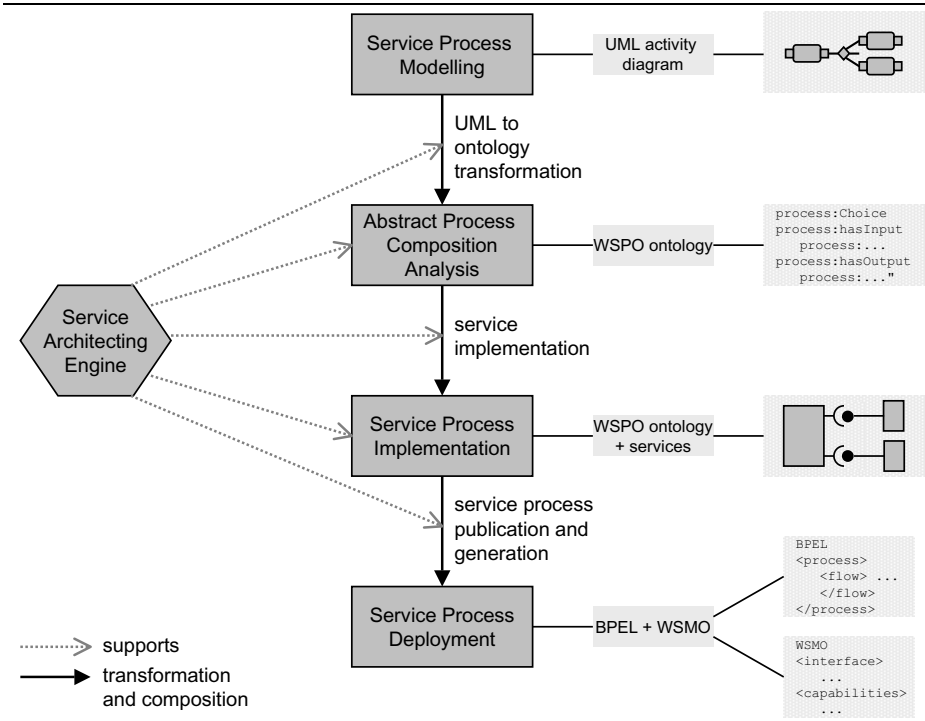 Service Process
Modelling
UML activity
diagram
UML to
ontology
transformation
Abstract Process
Composition
Analysis
WSPO ontology
process:Choice
process:hasInput
process:...
process:hasOutput
process:..."
Service
Architecting
Engine
service
implementation
Service Process
Implementation
WSPO ontology
+ services
service process
publication and
generation
Service Process
Deployment
BPEL + WSMO
BPEL
<process>
<flow> ...
</flow>
</process>
WSMO
<interface>
...
<capabilities>
...
supports
transformation
and composition